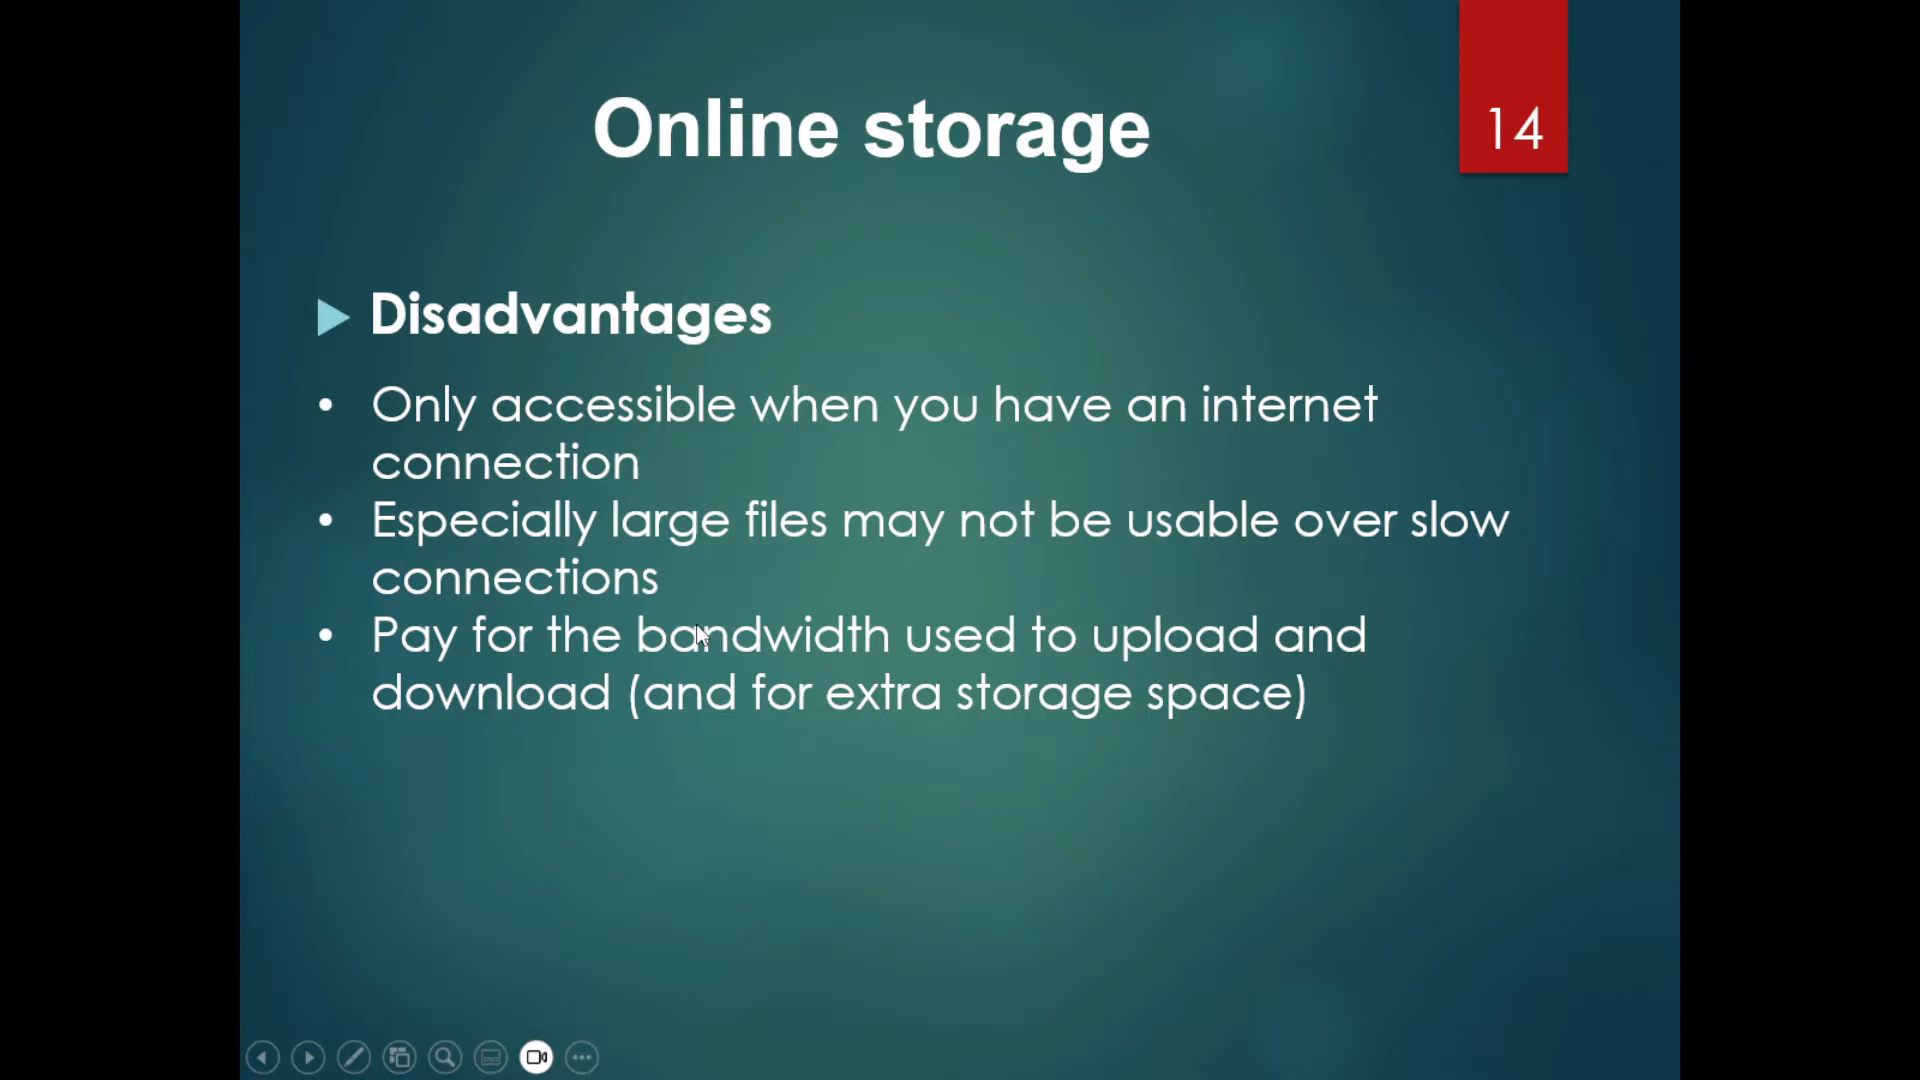 Online storage
14
Disadvantages
• Only accessible when you have an internet
connection
• Especially large files may not be usable over slow
connections
• Pay for the bandwidth used to upload and
download (and for extra storage space)